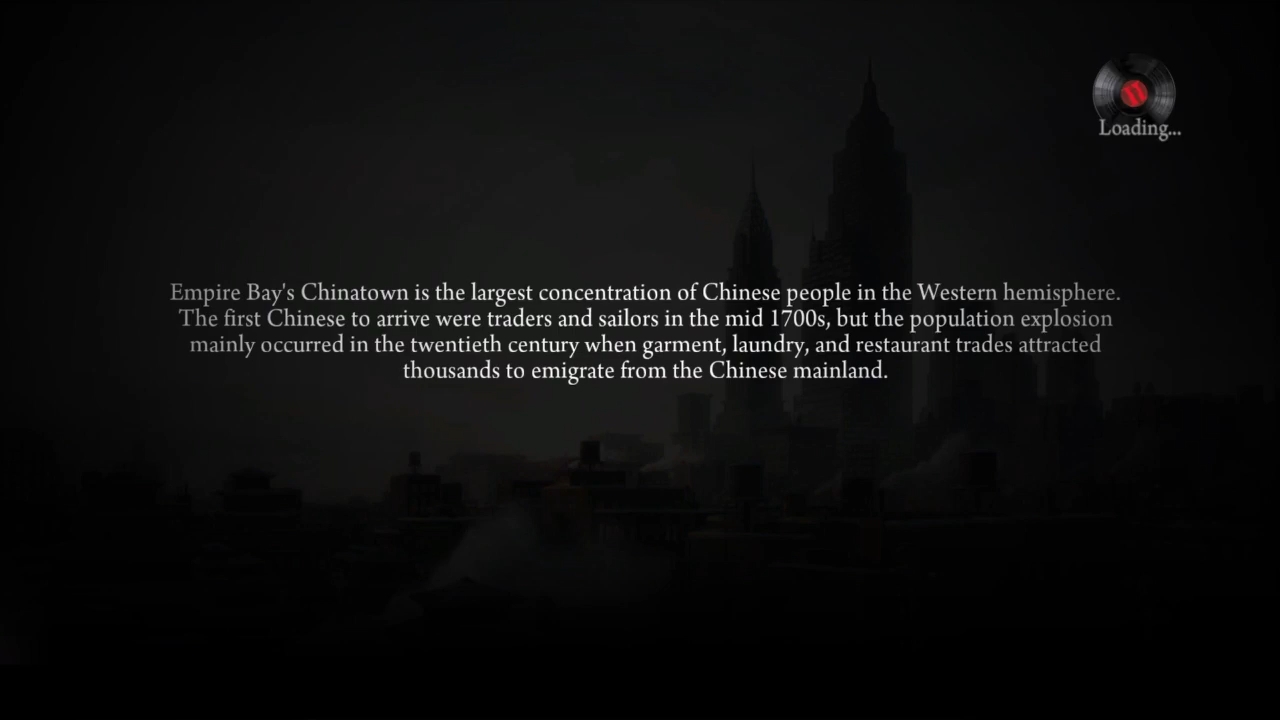 Loading...
Empire Bay's Chinatown is the largest concentration of Chinese people in the Western hemisphere.
The first Chinese to arrive were traders and sailors in the mid 1700s, but the population explosion
mainly occurred in the twentieth century when garment, laundry, and restaurant trades attracted
thousands to emigrate from the Chinese mainland.